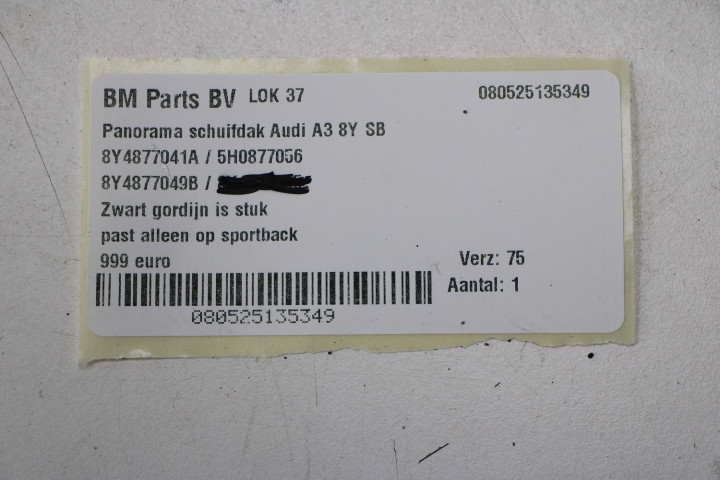 BM Parts BV LOK 37 080525135349
Panorama schuifdak Audi A3 8Y SB
8Y4877041A / 5H0877056
8Y4877049B /
Zwart gordijn is stuk
past alleen op sportback
999 euro Verz: 75
Aantal: 1
080525135349